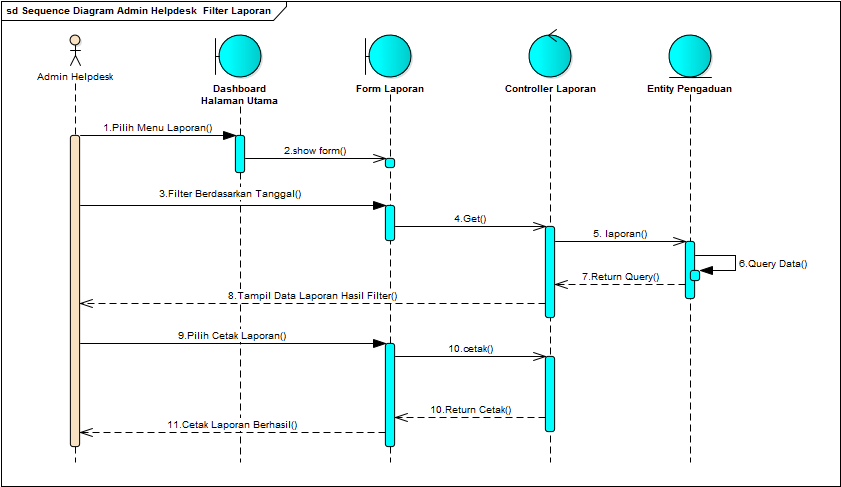 sd Sequence Diagram Admin Helpdesk  Filter Laporan
Admin Helpdesk
Dashboard
Halaman Utama
Form Laporan
Controller Laporan
Entity Pengaduan
1.Pilih Menu Laporan()
2.show form()
3.Filter Berdasarkan Tanggal()
4.Get()
5. laporan()
6.Query Data()
7.Return Query()
8.Tampil Data Laporan Hasil Filter()
9.Pilih Cetak Laporan()
10.cetak()
10.Return Cetak()
11.Cetak Laporan Berhasil()